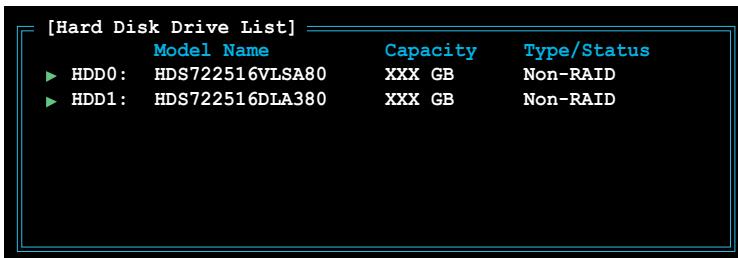 [Hard Disk Drive List]
Model Name Capacity Type/Status
HDD0: HDS722516VLSA80 XXX GB Non-RAID
HDD1: HDS722516DLA380 XXX GB Non-RAID